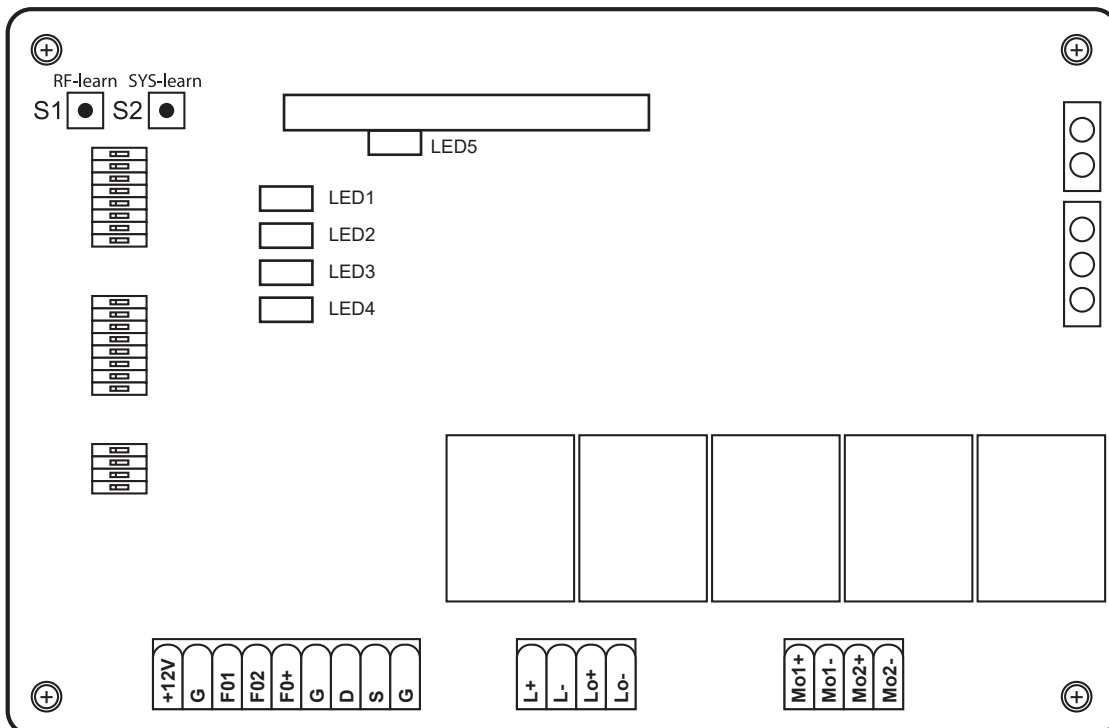 RF-learn SYS-learn
S1 S2
LED5
LED1
LED2
LED3
LED4
+12V G F01 F02 F0+ G D S G
L+ L- Lo+ Lo-
Mo1+ Mo1- Mo2+ Mo2-